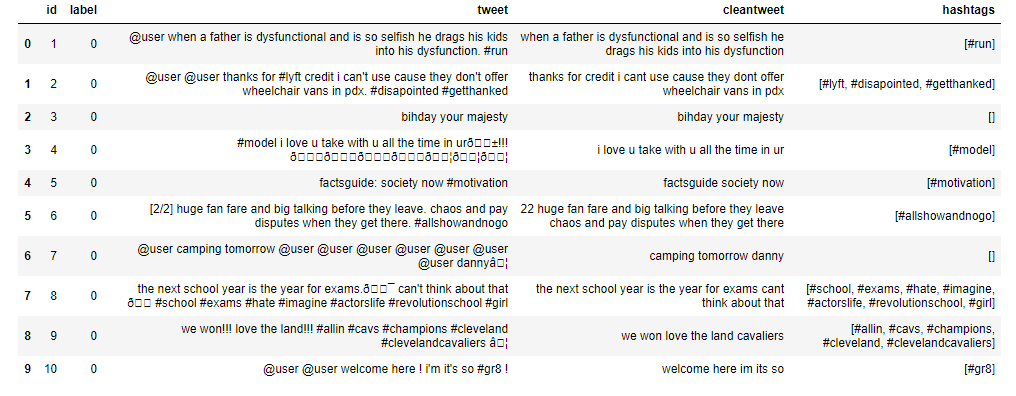 id label tweet cleantweet hashtags
@user when a father is dysfunctional and is so selfish he drags his kids when a father is dysfunctional and is so selfish he
0 1 0 [#run]
into his dysfunction. #run drags his kids into his dysfunction
@user @user thanks for #lyft credit i can't use cause they don't offer thanks for credit i cant use cause they dont offer
1 2 0 [#lyft, #disapointed, #getthanked]
wheelchair vans in pdx. #disapointed #getthanked wheelchair vans in pdx
2 3 0 bihday your majesty bihday your majesty []
#model i love u take with u all the time in urð□□±!!!
3 4 0 i love u take with u all the time in ur [#model]
ð□□□ð□□□ð□□□ð□□□ð□□¦ð□□¦ð□□¦
4 5 0 factsguide: society now #motivation factsguide society now [#motivation]
[2/2] huge fan fare and big talking before they leave. chaos and pay 22 huge fan fare and big talking before they leave
5 6 0 [#allshowandnogo]
disputes when they get there. #allshowandnogo chaos and pay disputes when they get there
@user camping tomorrow @user @user @user @user @user @user
6 7 0 camping tomorrow danny []
@user dannyâ□¦
the next school year is the year for exams.ð□□¯ can't think about that the next school year is the year for exams cant [#school, #exams, #hate, #imagine,
7 8 0
ð□□ #school #exams #hate #imagine #actorslife #revolutionschool #girl think about that #actorslife, #revolutionschool, #girl]
we won!!! love the land!!! #allin #cavs #champions #cleveland [#allin, #cavs, #champions,
8 9 0 we won love the land cavaliers
#clevelandcavaliers â□¦ #cleveland, #clevelandcavaliers]
9 10 0 @user @user welcome here ! i'm it's so #gr8 ! welcome here im its so [#gr8]